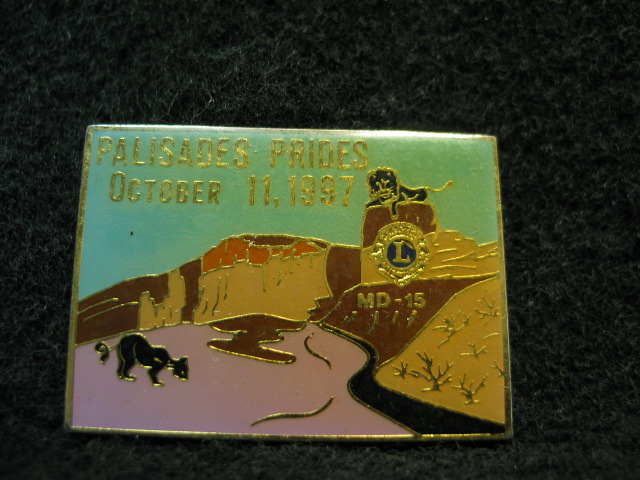 PALISADES PRIDES
OCTOBER 11, 1997
L
MD-15